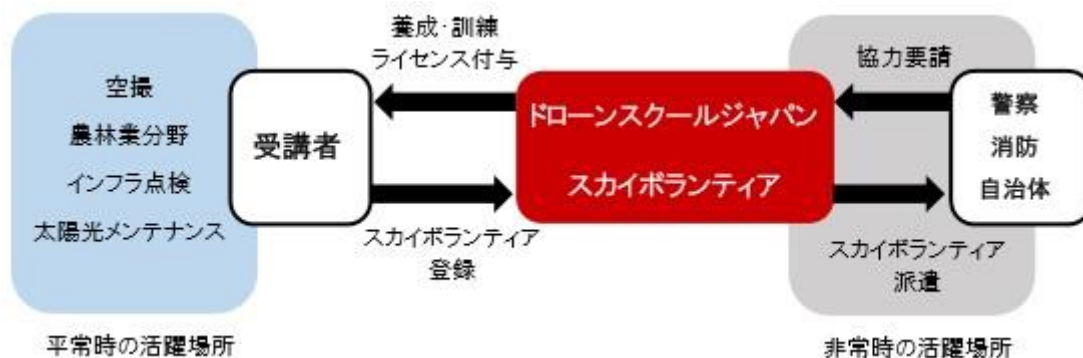 空撮
農林業分野
インフラ点検
太陽光メンテナンス
平常時の活躍場所
受講者
養成・訓練
ライセンス付与
スカイボランティア
登録
ドローンスクールジャパン
スカイボランティア
協力要請
スカイボランティア
派遣
警察
消防
自治体
非常時の活躍場所